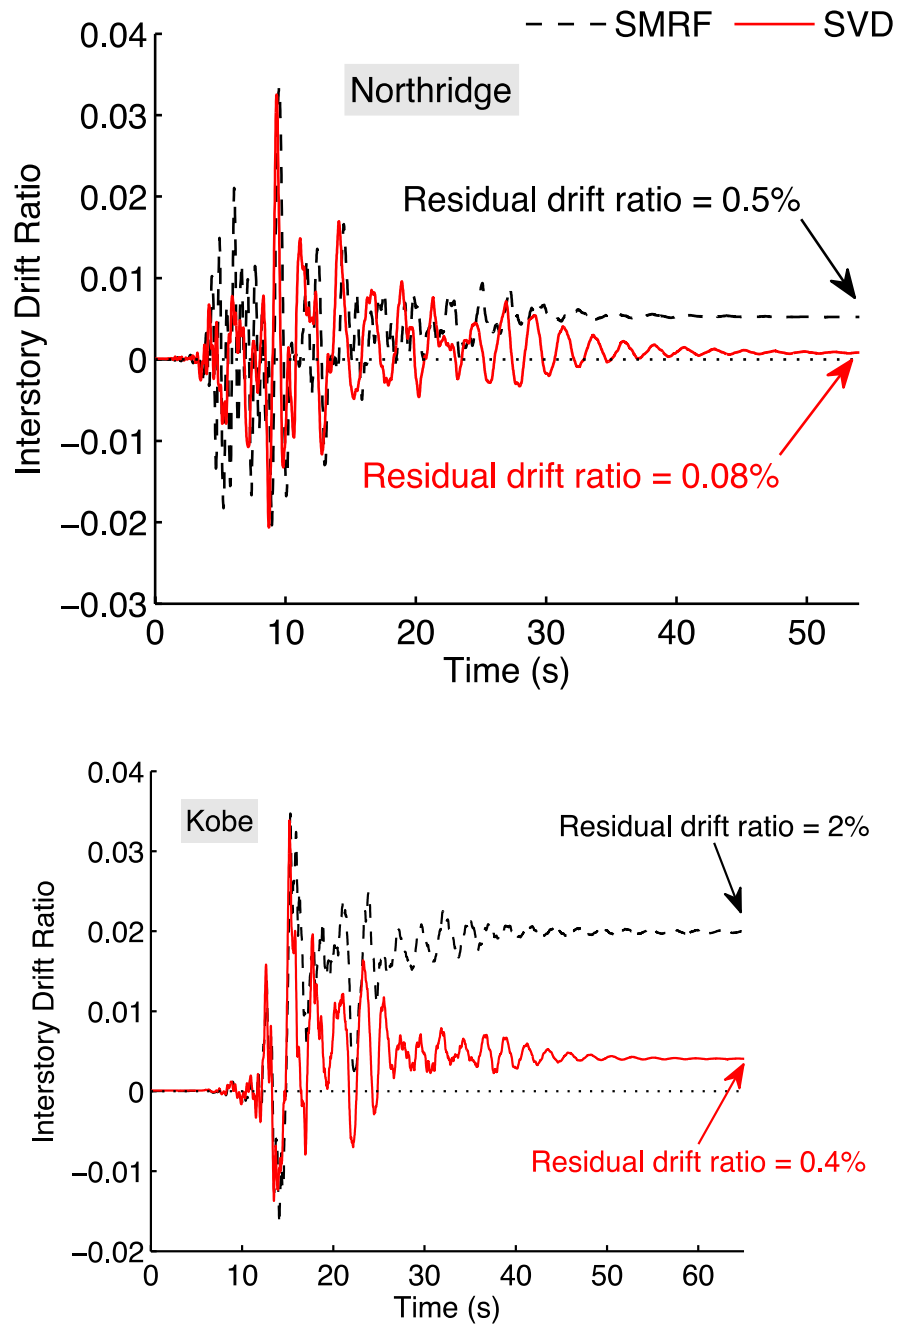 SMRF SVD
Northridge
0.04
0.03
0.02
0.01
0
−0.01
−0.02
−0.03
Interstory Drift Ratio
Residual drift ratio = 0.5%
Residual drift ratio = 0.08%
0 10 20 30 40 50
Time (s)
Kobe
0.04
0.03
0.02
0.01
0
−0.01
−0.02
Interstory Drift Ratio
Residual drift ratio = 2%
Residual drift ratio = 0.4%
0 10 20 30 40 50 60
Time (s)